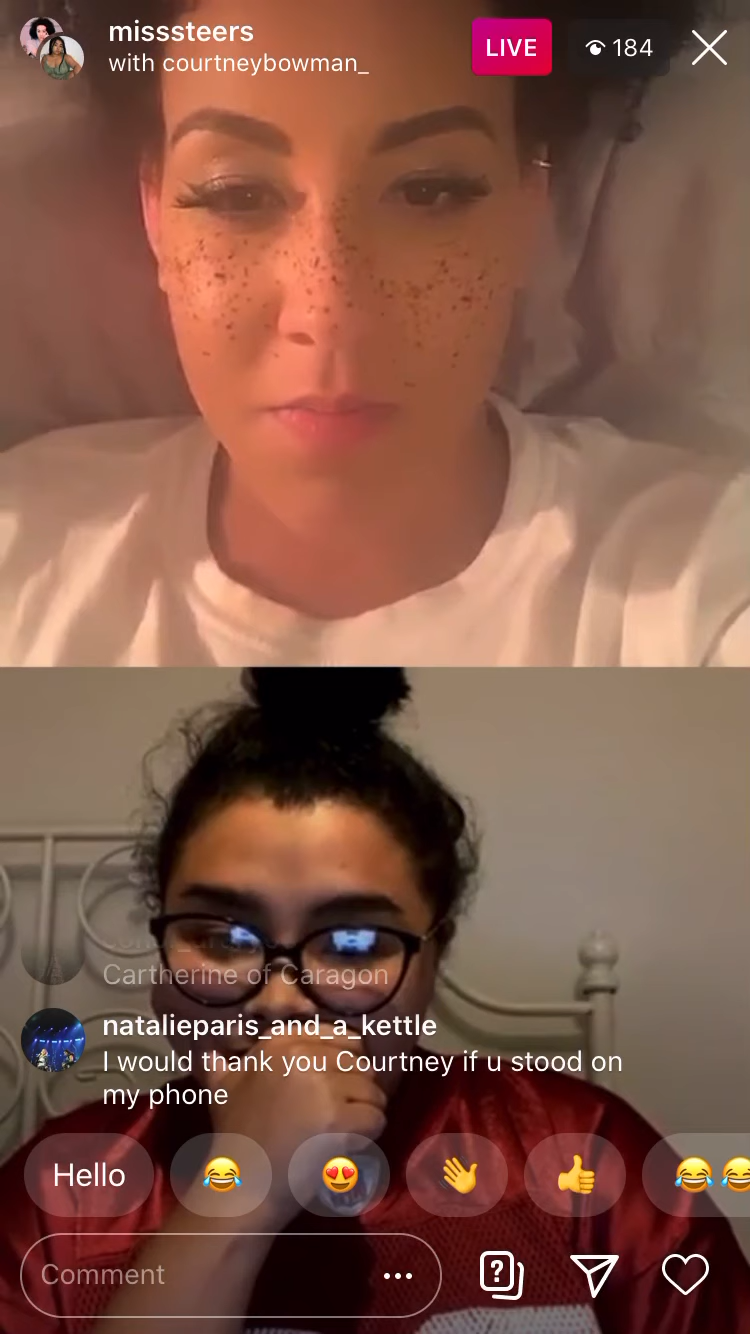 misssteers
LIVE
184
with courtneybowman_
Cartherine of Caragon
natalieparis_and_a_kettle
I would thank you Courtney if u stood on
my phone
Hello 😂 😍 👋 👍 😂😂
Comment